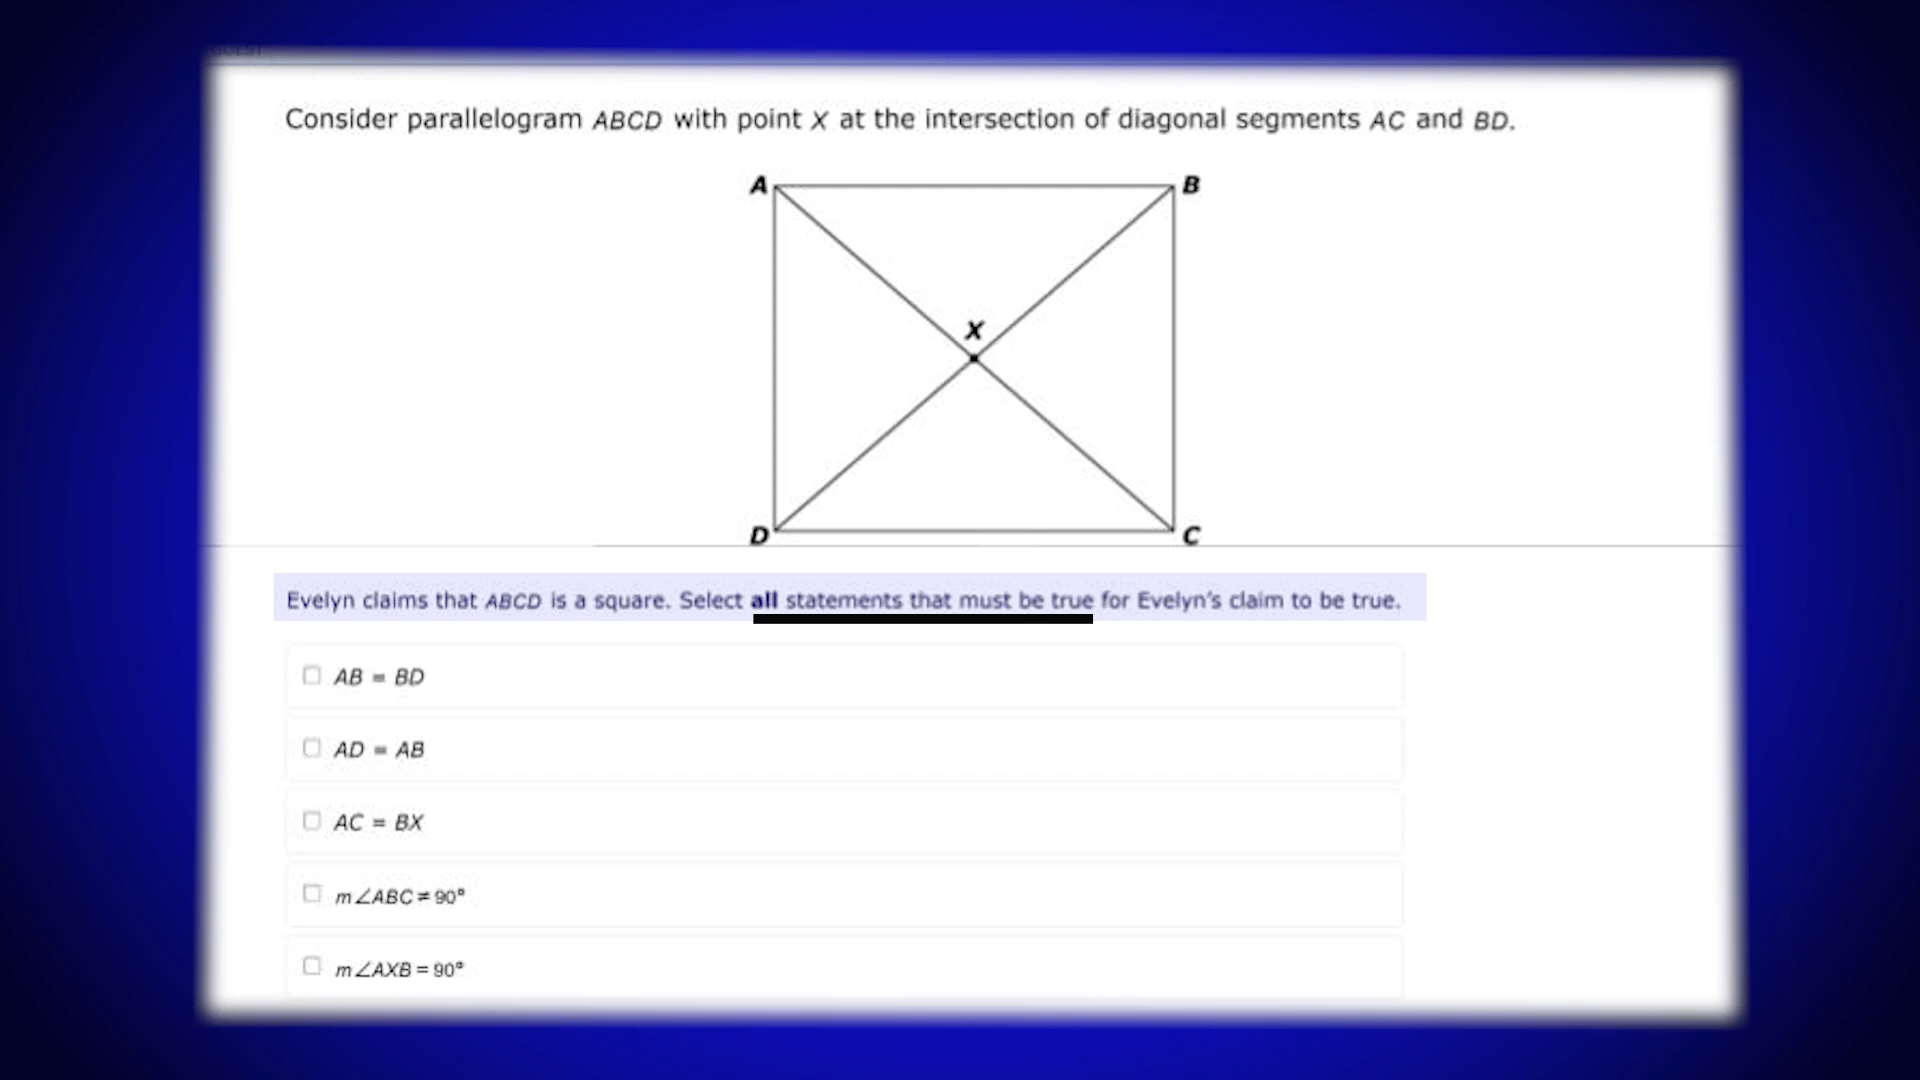 Consider parallelogram ABCD with point X at the intersection of diagonal segments AC and BD.
A
B
X
D
C
Evelyn claims that ABCD is a square. Select all statements that must be true for Evelyn's claim to be true.
AB = BD
AD = AB
AC = BX
m∠ABC ≠ 90°
m∠AXB = 90°